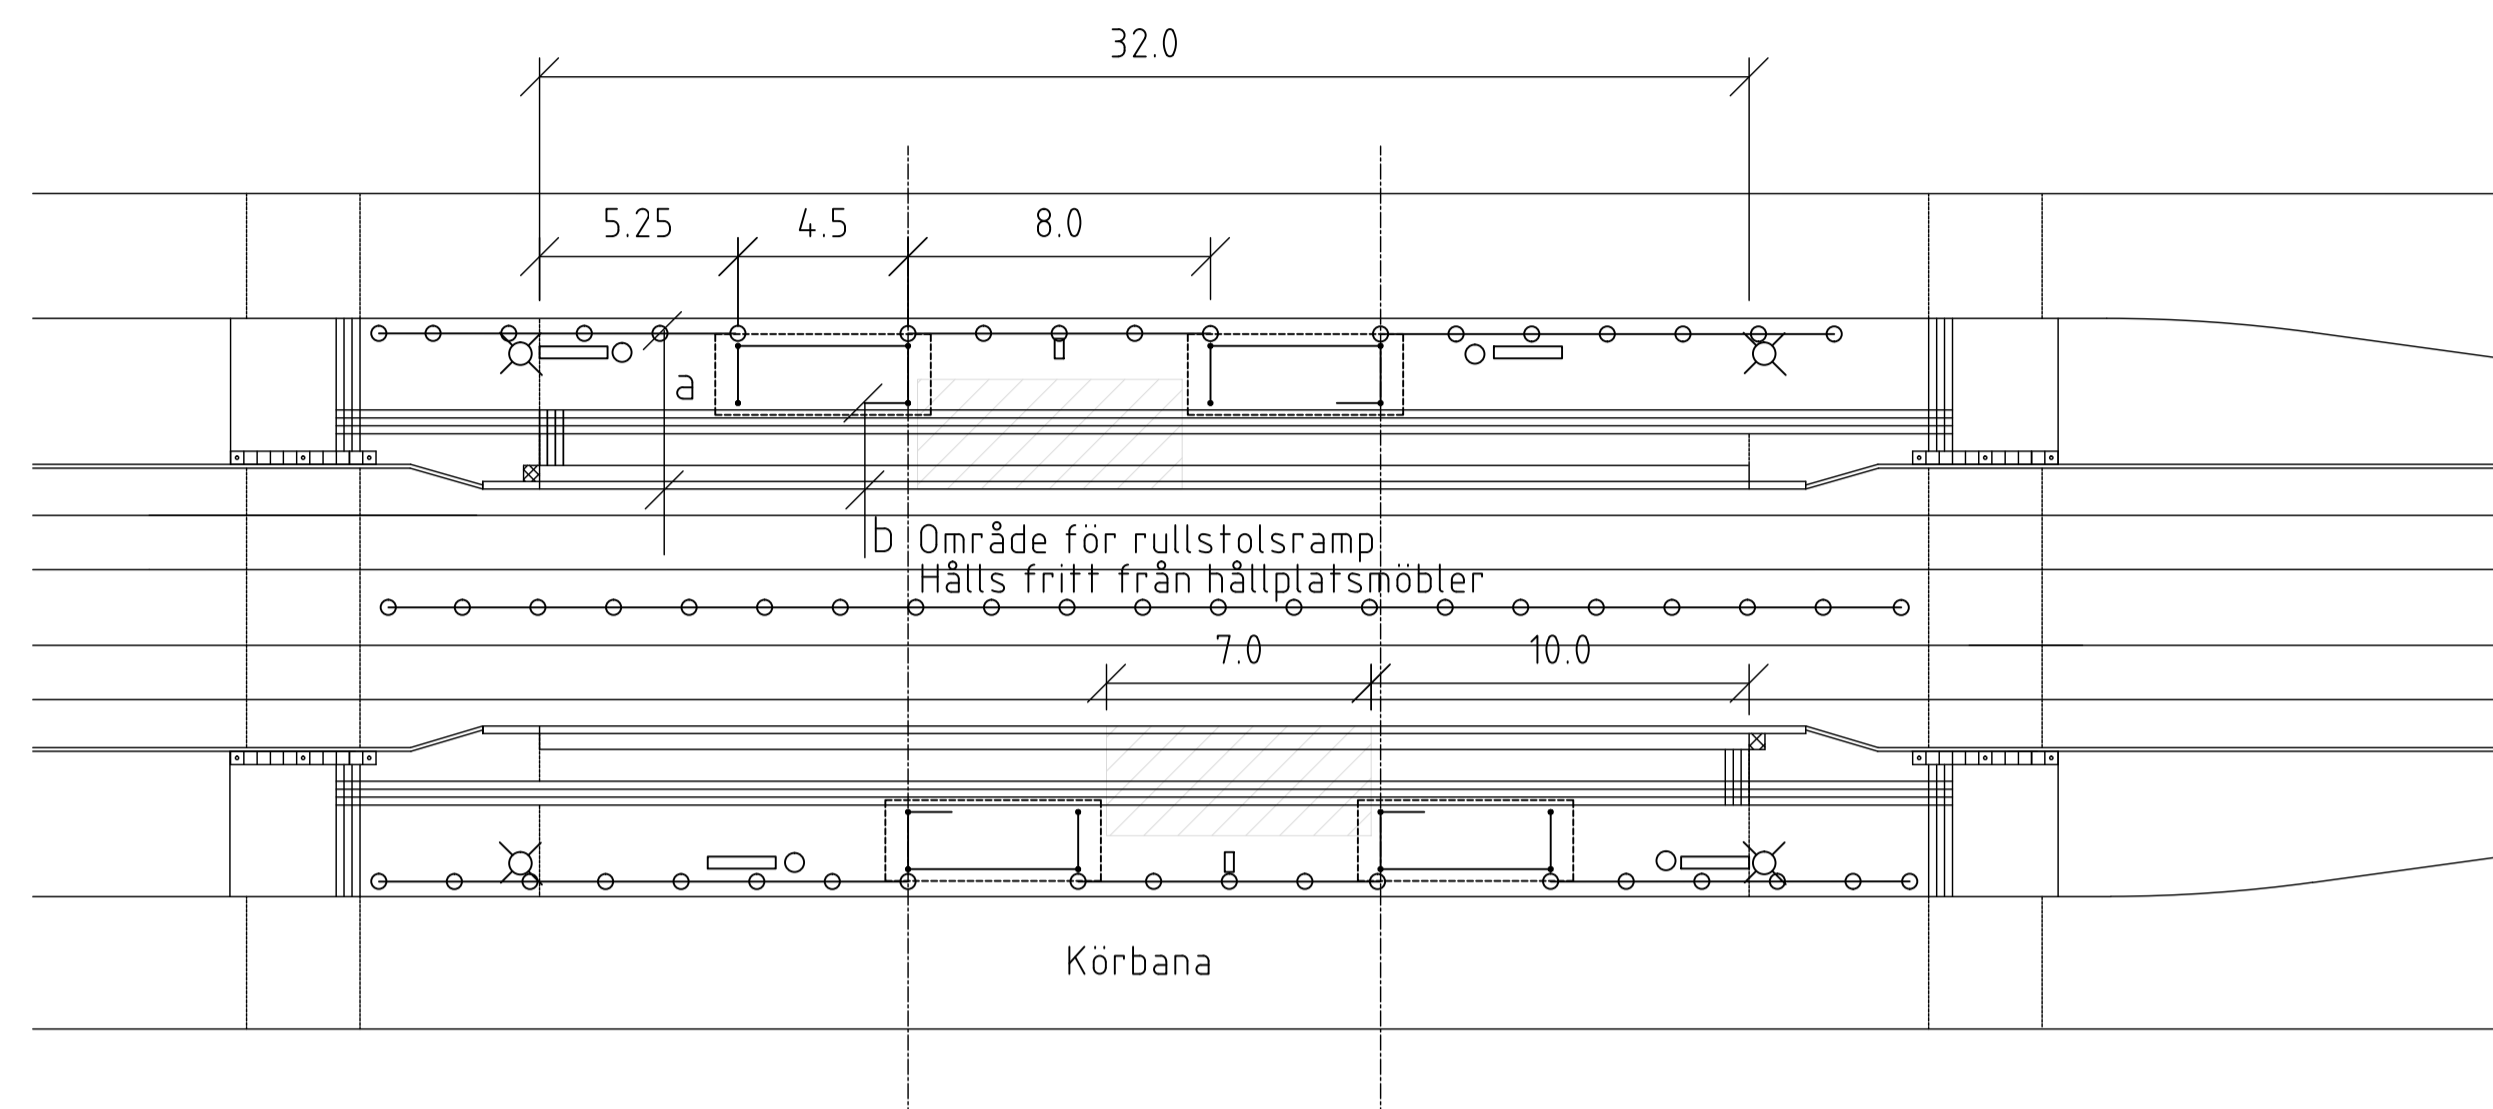 32.0
5.25
4.5
8.0
a
b
Område för rullstolsramp
Hålls fritt från hållplatsmöbler
7.0
10.0
Körbana